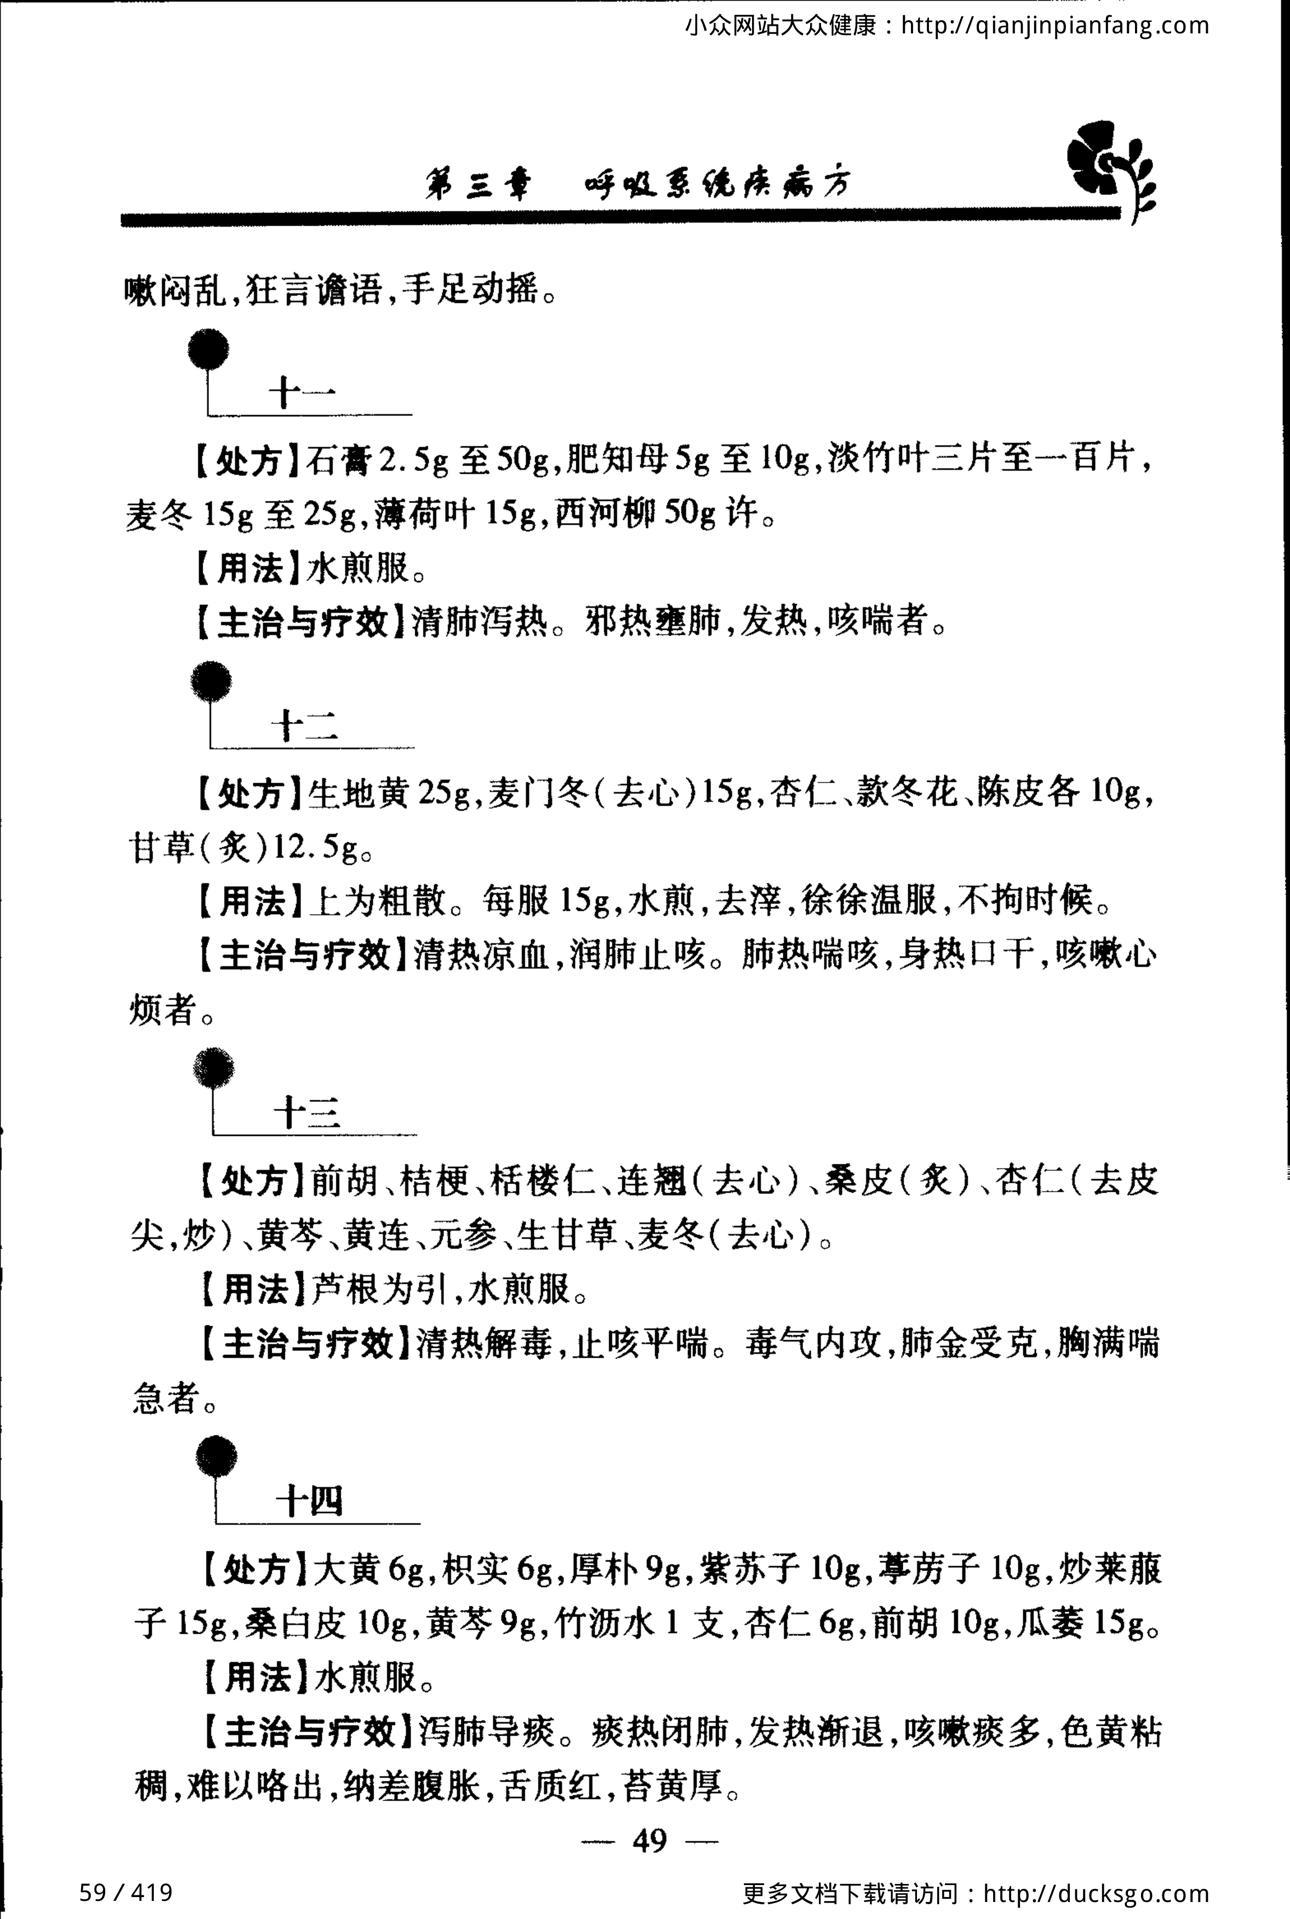 小众网站大众健康：http://qianjinpianfang.com
第三章 呼吸系统疾病方
嗽闷乱,狂言谵语,手足动摇。
十一
【处方】石膏2.5g至50g,肥知母5g至10g,淡竹叶三片至一百片,
麦冬15g至25g,薄荷叶15g,西河柳50g许。
【用法】水煎服。
【主治与疗效】清肺泻热。邪热壅肺,发热,咳喘者。
十二
【处方】生地黄25g,麦门冬(去心)15g,杏仁、款冬花、陈皮各10g,
甘草(炙)12.5g。
【用法】上为粗散。每服15g,水煎,去滓,徐徐温服,不拘时候。
【主治与疗效】清热凉血,润肺止咳。肺热喘咳,身热口干,咳嗽心
烦者。
十三
【处方】前胡、桔梗、栝楼仁、连翘(去心)、桑皮(炙)、杏仁(去皮
尖,炒)、黄芩、黄连、元参、生甘草、麦冬(去心)。
【用法】芦根为引,水煎服。
【主治与疗效】清热解毒,止咳平喘。毒气内攻,肺金受克,胸满喘
急者。
十四
【处方】大黄6g,枳实6g,厚朴9g,紫苏子10g,葶苈子10g,炒莱菔
子15g,桑白皮10g,黄芩9g,竹沥水1支,杏仁6g,前胡10g,瓜蒌15g。
【用法】水煎服。
【主治与疗效】泻肺导痰。痰热闭肺,发热渐退,咳嗽痰多,色黄粘
稠,难以咯出,纳差腹胀,舌质红,苔黄厚。
— 49 —
59 / 419
更多文档下载请访问：http://ducksgo.com